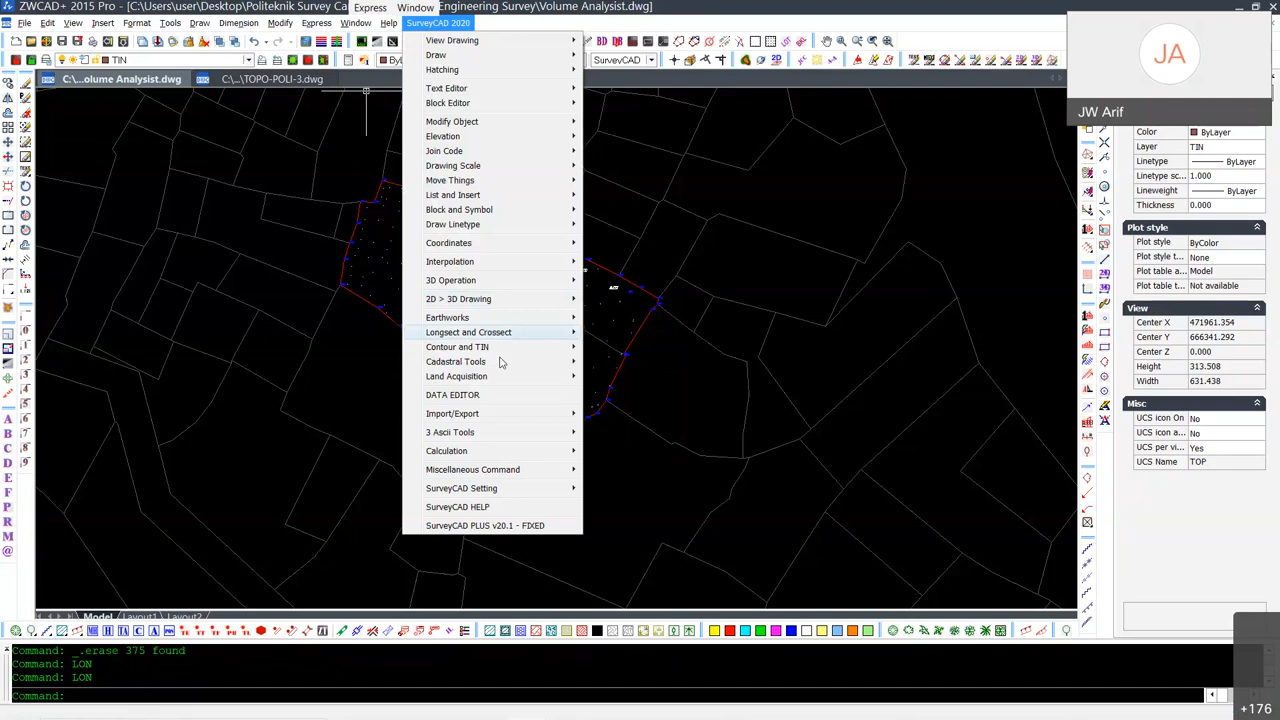 ZWCAD+ 2015 Pro - [C:\Users\user\Desktop\Politeknik Survey\
Engineering Survey\Volume Analysist.dwg]
Express Window
File Edit View Insert Format Tools Draw Dimension Modify Express Window Help
SurveyCAD 2020
View Drawing
Draw
Hatching
Text Editor
Block Editor
Modify Object
Elevation
Join Code
Drawing Scale
Move Things
List and Insert
Block and Symbol
Draw Linetype
Coordinates
Interpolation
3D Operation
2D > 3D Drawing
Earthworks
Longsect and Crossect
Contour and TIN
Cadastral Tools
Land Acquisition
DATA EDITOR
Import/Export
3 Ascii Tools
Calculation
Miscellaneous Command
SurveyCAD Setting
SurveyCAD HELP
SurveyCAD PLUS v20.1 - FIXED
TIN
SurveyCAD
C:\...olume Analysist.dwg
C:\...\TOPO-POLI-3.dwg
JA
JW Arif
Color ByLayer
Layer TIN
Linetype ByLayer
Linetype sc... 1.000
Lineweight ByLayer
Thickness 0.000
Plot style
Plot style ByColor
Plot style t... None
Plot table a... Model
Plot table t... Not available
View
Center X 471961.354
Center Y 666341.292
Center Z 0.000
Height 313.508
Width 631.438
Misc
UCS icon On No
UCS icon a... No
UCS per vi... Yes
UCS Name TOP
A
B
C
D
E
F
P
R
M
@
Model Layout1 Layout2
Command: _.erase 375 found
Command: LON
Command: LON
Command:
+176